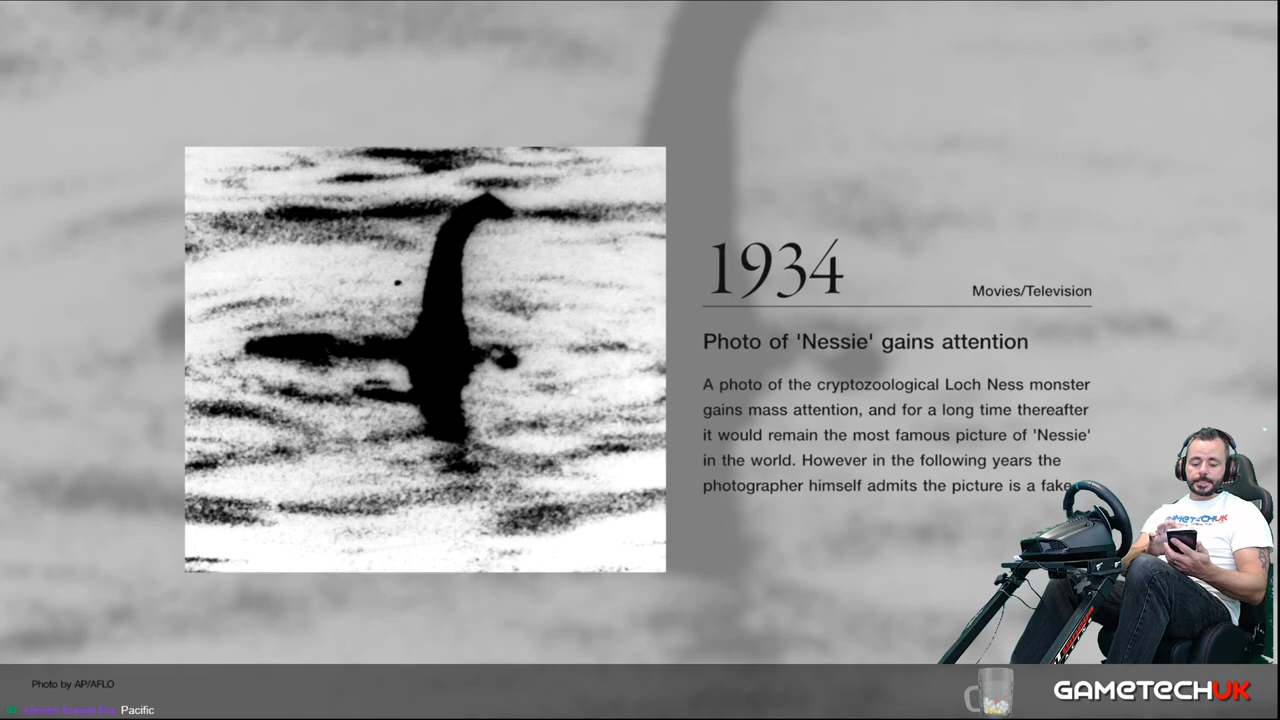 1934
Movies/Television
Photo of 'Nessie' gains attention
A photo of the cryptozoological Loch Ness monster
gains mass attention, and for a long time thereafter
it would remain the most famous picture of 'Nessie'
in the world. However in the following years the
photographer himself admits the picture is a fake
GAMETECHUK
Photo by AP/AFLO
GAMETECHUK
Pacific